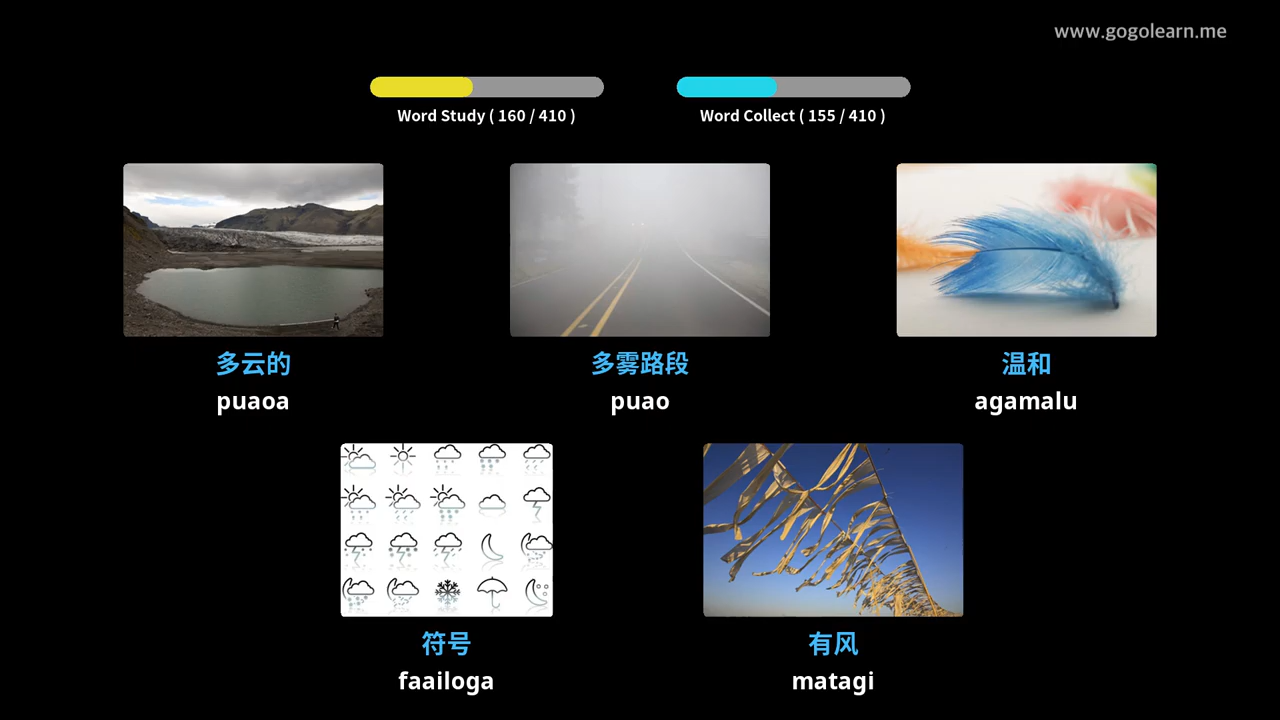 www.gogolearn.me
Word Study ( 160 / 410 )
Word Collect ( 155 / 410 )
多云的
puaoa
多雾路段
puao
温和
agamalu
符号
faailoga
有风
matagi